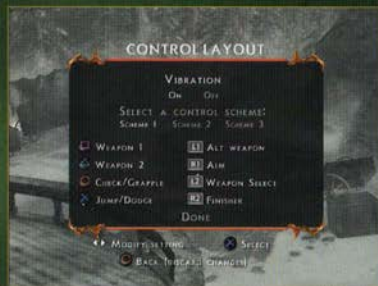 CONTROL LAYOUT
VIBRATION
ON OFF
SELECT A CONTROL SCHEME:
SCHEME 1 SCHEME 2 SCHEME 3
WEAPON 1 L1 ALT WEAPON
WEAPON 2 R1 AIM
CHECK/GRAPPLE L2 WEAPON SELECT
JUMP/DODGE R2 FINISHER
DONE
MODIFY SETTING SELECT
BACK (DISCARD CHANGES)